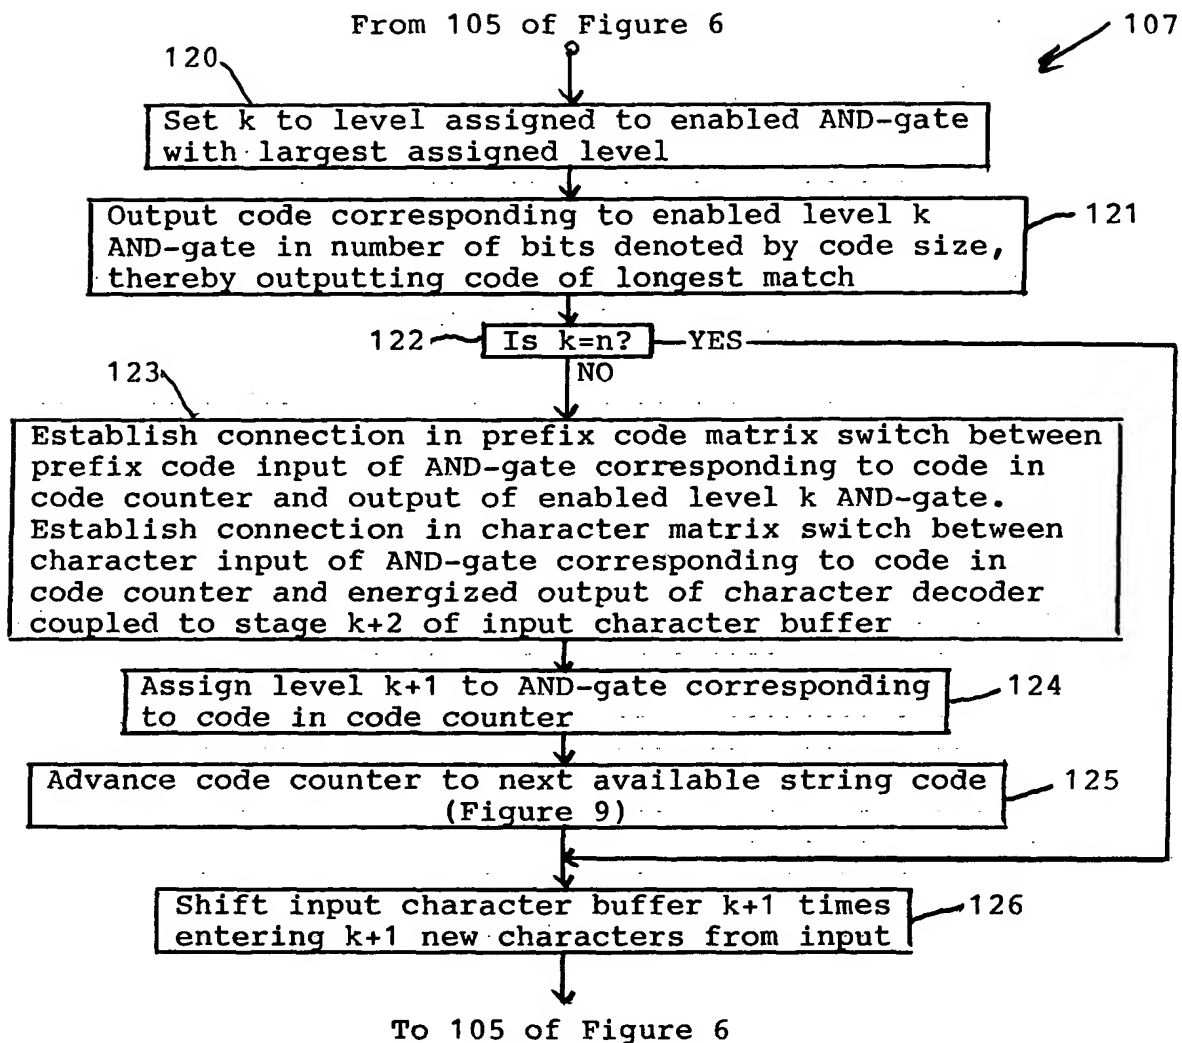 From 105 of Figure 6
107
120
Set k to level assigned to enabled AND-gate
with largest assigned level
Output code corresponding to enabled level k
AND-gate in number of bits denoted by code size,
thereby outputting code of longest match
121
122
Is k=n?
YES
NO
123
Establish connection in prefix code matrix switch between
prefix code input of AND-gate corresponding to code in
code counter and output of enabled level k AND-gate.
Establish connection in character matrix switch between
character input of AND-gate corresponding to code in
code counter and energized output of character decoder
coupled to stage k+2 of input character buffer
Assign level k+1 to AND-gate corresponding
to code in code counter
124
Advance code counter to next available string code
(Figure 9)
125
Shift input character buffer k+1 times
entering k+1 new characters from input
126
To 105 of Figure 6